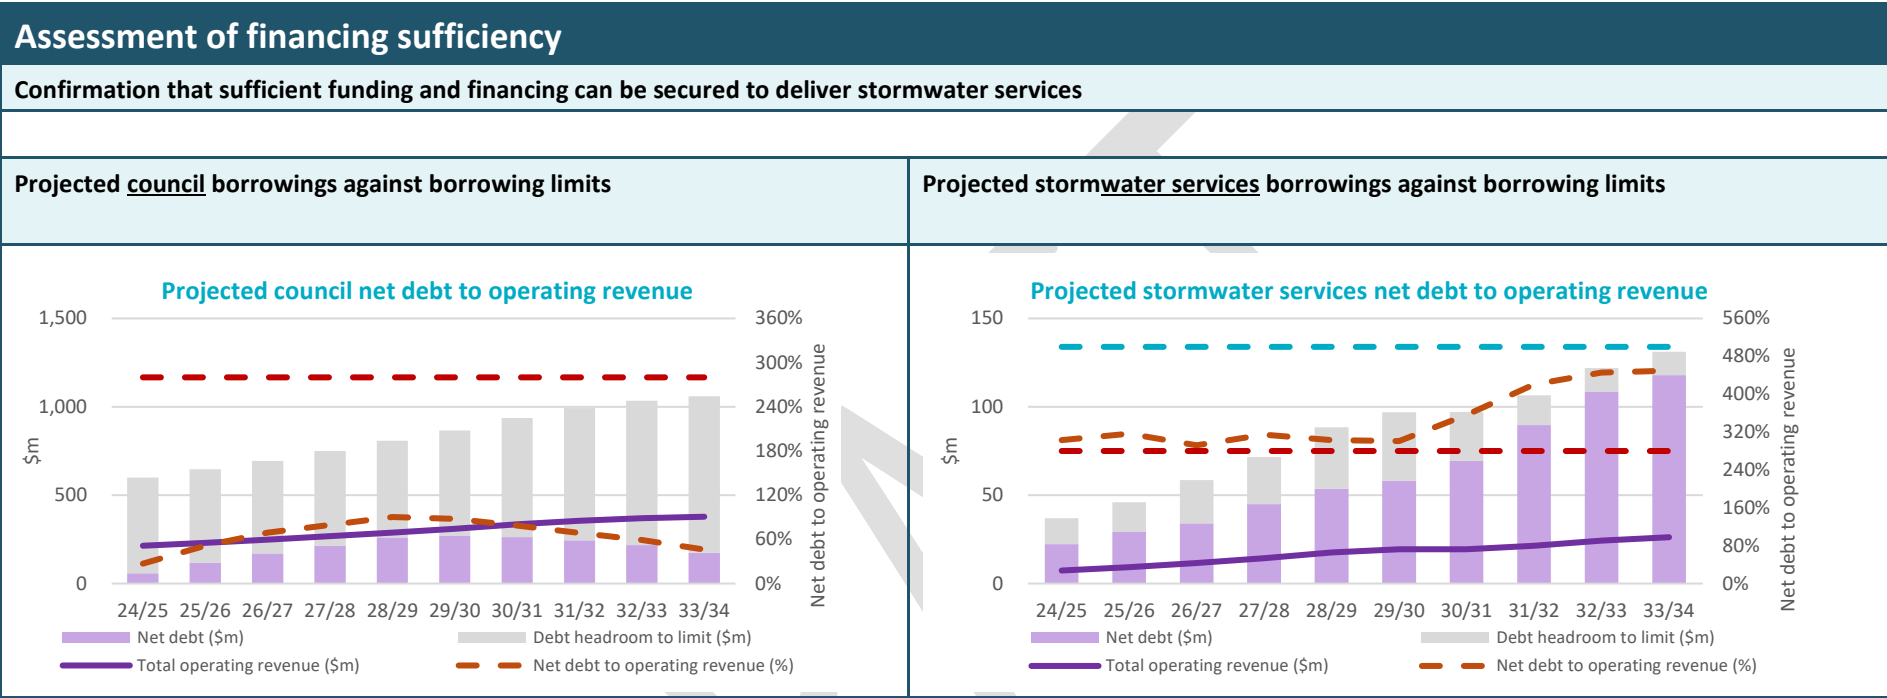 Assessment of financing sufficiency
Confirmation that sufficient funding and financing can be secured to deliver stormwater services
Projected council borrowings against borrowing limits
Projected stormwater services borrowings against borrowing limits
Projected council net debt to operating revenue
1,500
1,000
500
0
$m
360%
300%
240%
180%
120%
60%
0%
Net debt to operating revenue
24/25 25/26 26/27 27/28 28/29 29/30 30/31 31/32 32/33 33/34
Net debt ($m)
Debt headroom to limit ($m)
Total operating revenue ($m)
Net debt to operating revenue (%)
Projected stormwater services net debt to operating revenue
150
100
50
0
$m
560%
480%
400%
320%
240%
160%
80%
0%
Net debt to operating revenue
24/25 25/26 26/27 27/28 28/29 29/30 30/31 31/32 32/33 33/34
Net debt ($m)
Debt headroom to limit ($m)
Total operating revenue ($m)
Net debt to operating revenue (%)